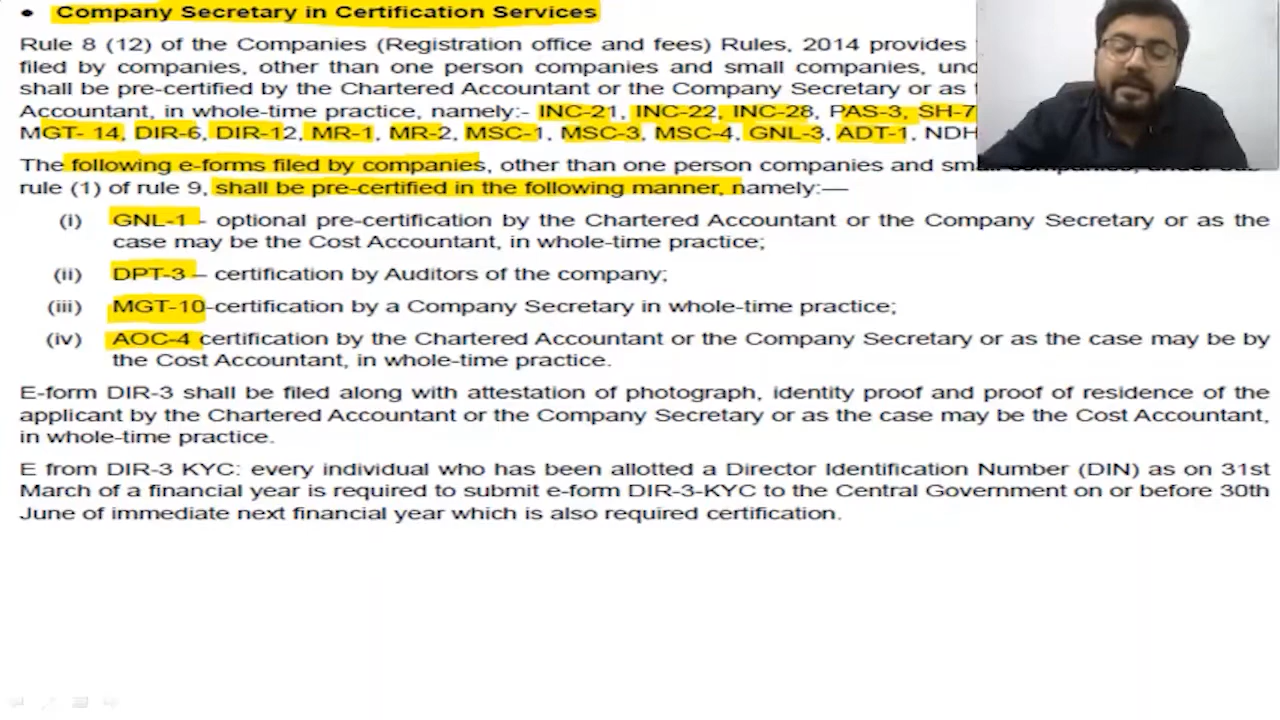 • Company Secretary in Certification Services
Rule 8 (12) of the Companies (Registration office and fees) Rules, 2014 provides
filed by companies, other than one person companies and small companies,
shall be pre-certified by the Chartered Accountant or the Company Secretary or as
Accountant, in whole-time practice, namely:- INC-21, INC-22, INC-28, PAS-3, SH-7
MGT- 14, DIR-6, DIR-12, MR-1, MR-2, MSC-1, MSC-3, MSC-4, GNL-3, ADT-1, NDH
The following e-forms filed by companies, other than one person companies and
rule (1) of rule 9, shall be pre-certified in the following manner, namely:—
(i) GNL-1 - optional pre-certification by the Chartered Accountant or the Company Secretary or as the
case may be the Cost Accountant, in whole-time practice;
(ii) DPT-3 – certification by Auditors of the company;
(iii) MGT-10-certification by a Company Secretary in whole-time practice;
(iv) AOC-4 certification by the Chartered Accountant or the Company Secretary or as the case may be by
the Cost Accountant, in whole-time practice.
E-form DIR-3 shall be filed along with attestation of photograph, identity proof and proof of residence of the
applicant by the Chartered Accountant or the Company Secretary or as the case may be the Cost Accountant,
in whole-time practice.
E from DIR-3 KYC: every individual who has been allotted a Director Identification Number (DIN) as on 31st
March of a financial year is required to submit e-form DIR-3-KYC to the Central Government on or before 30th
June of immediate next financial year which is also required certification.